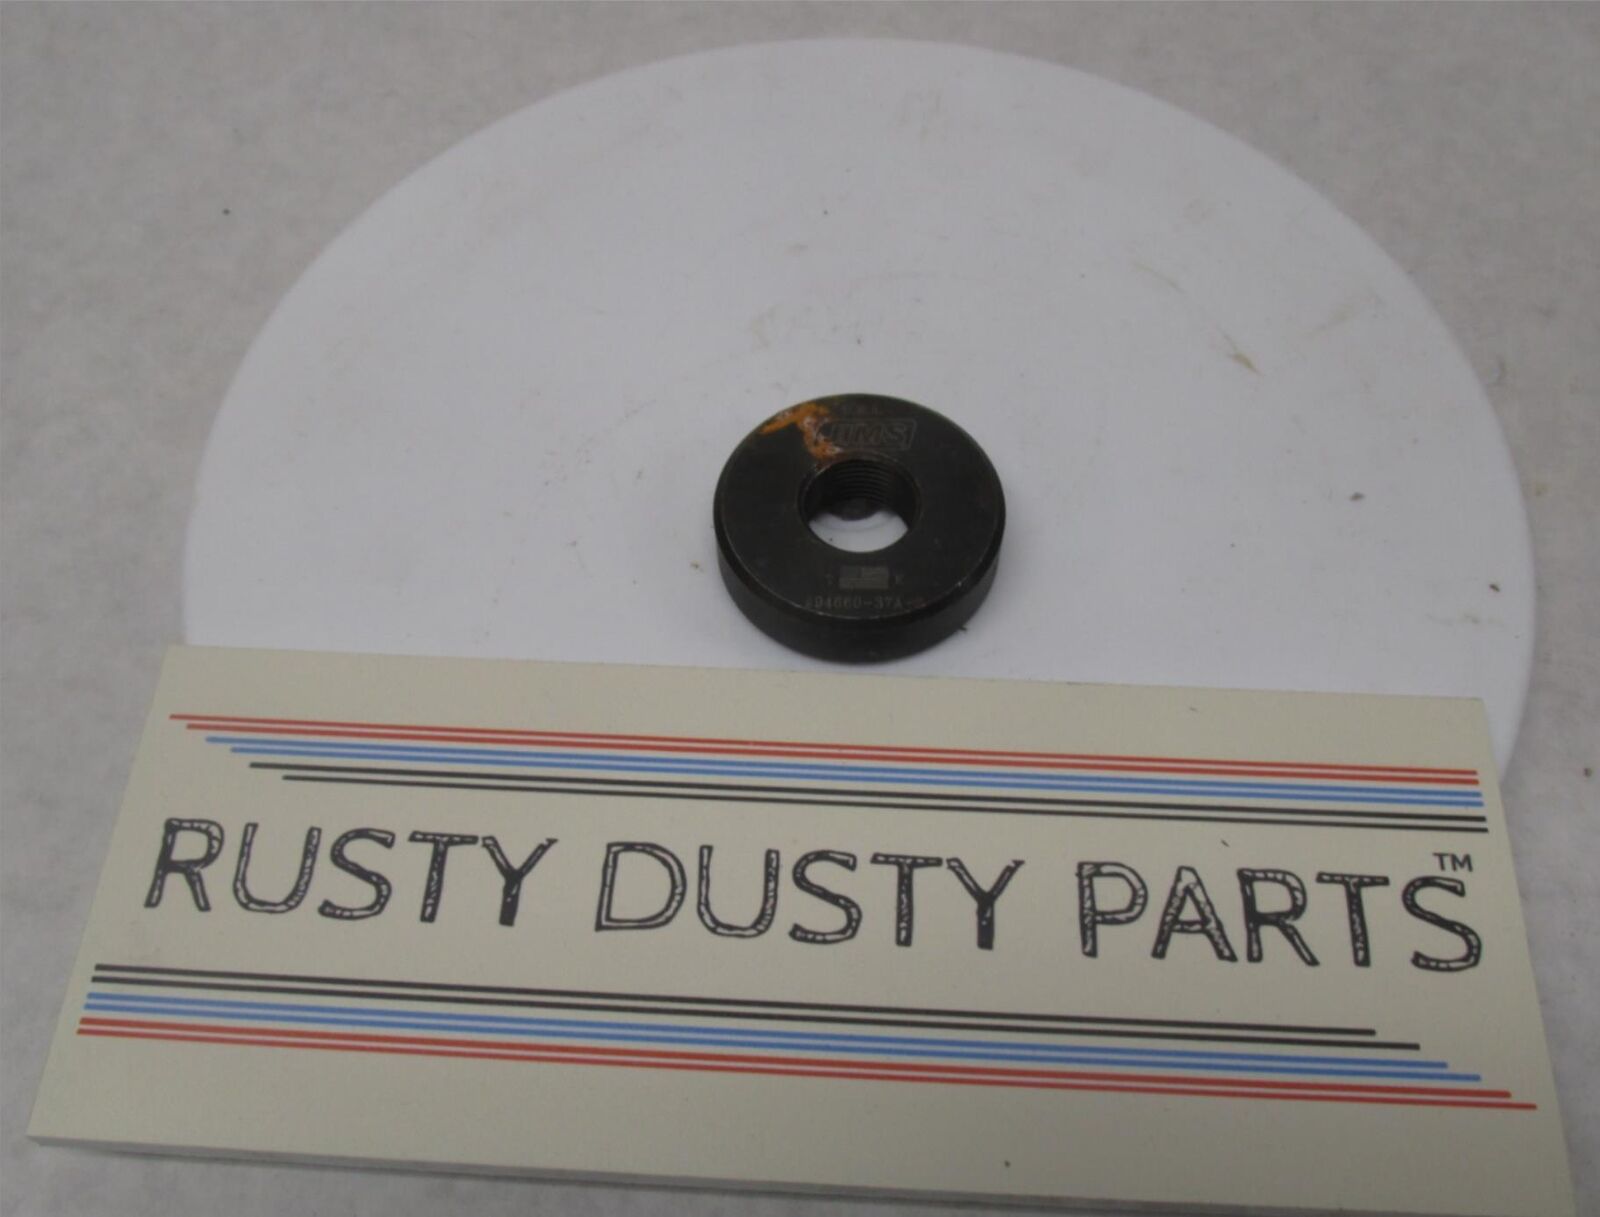 JIMS
94660-37A
RUSTY DUSTY PARTS™